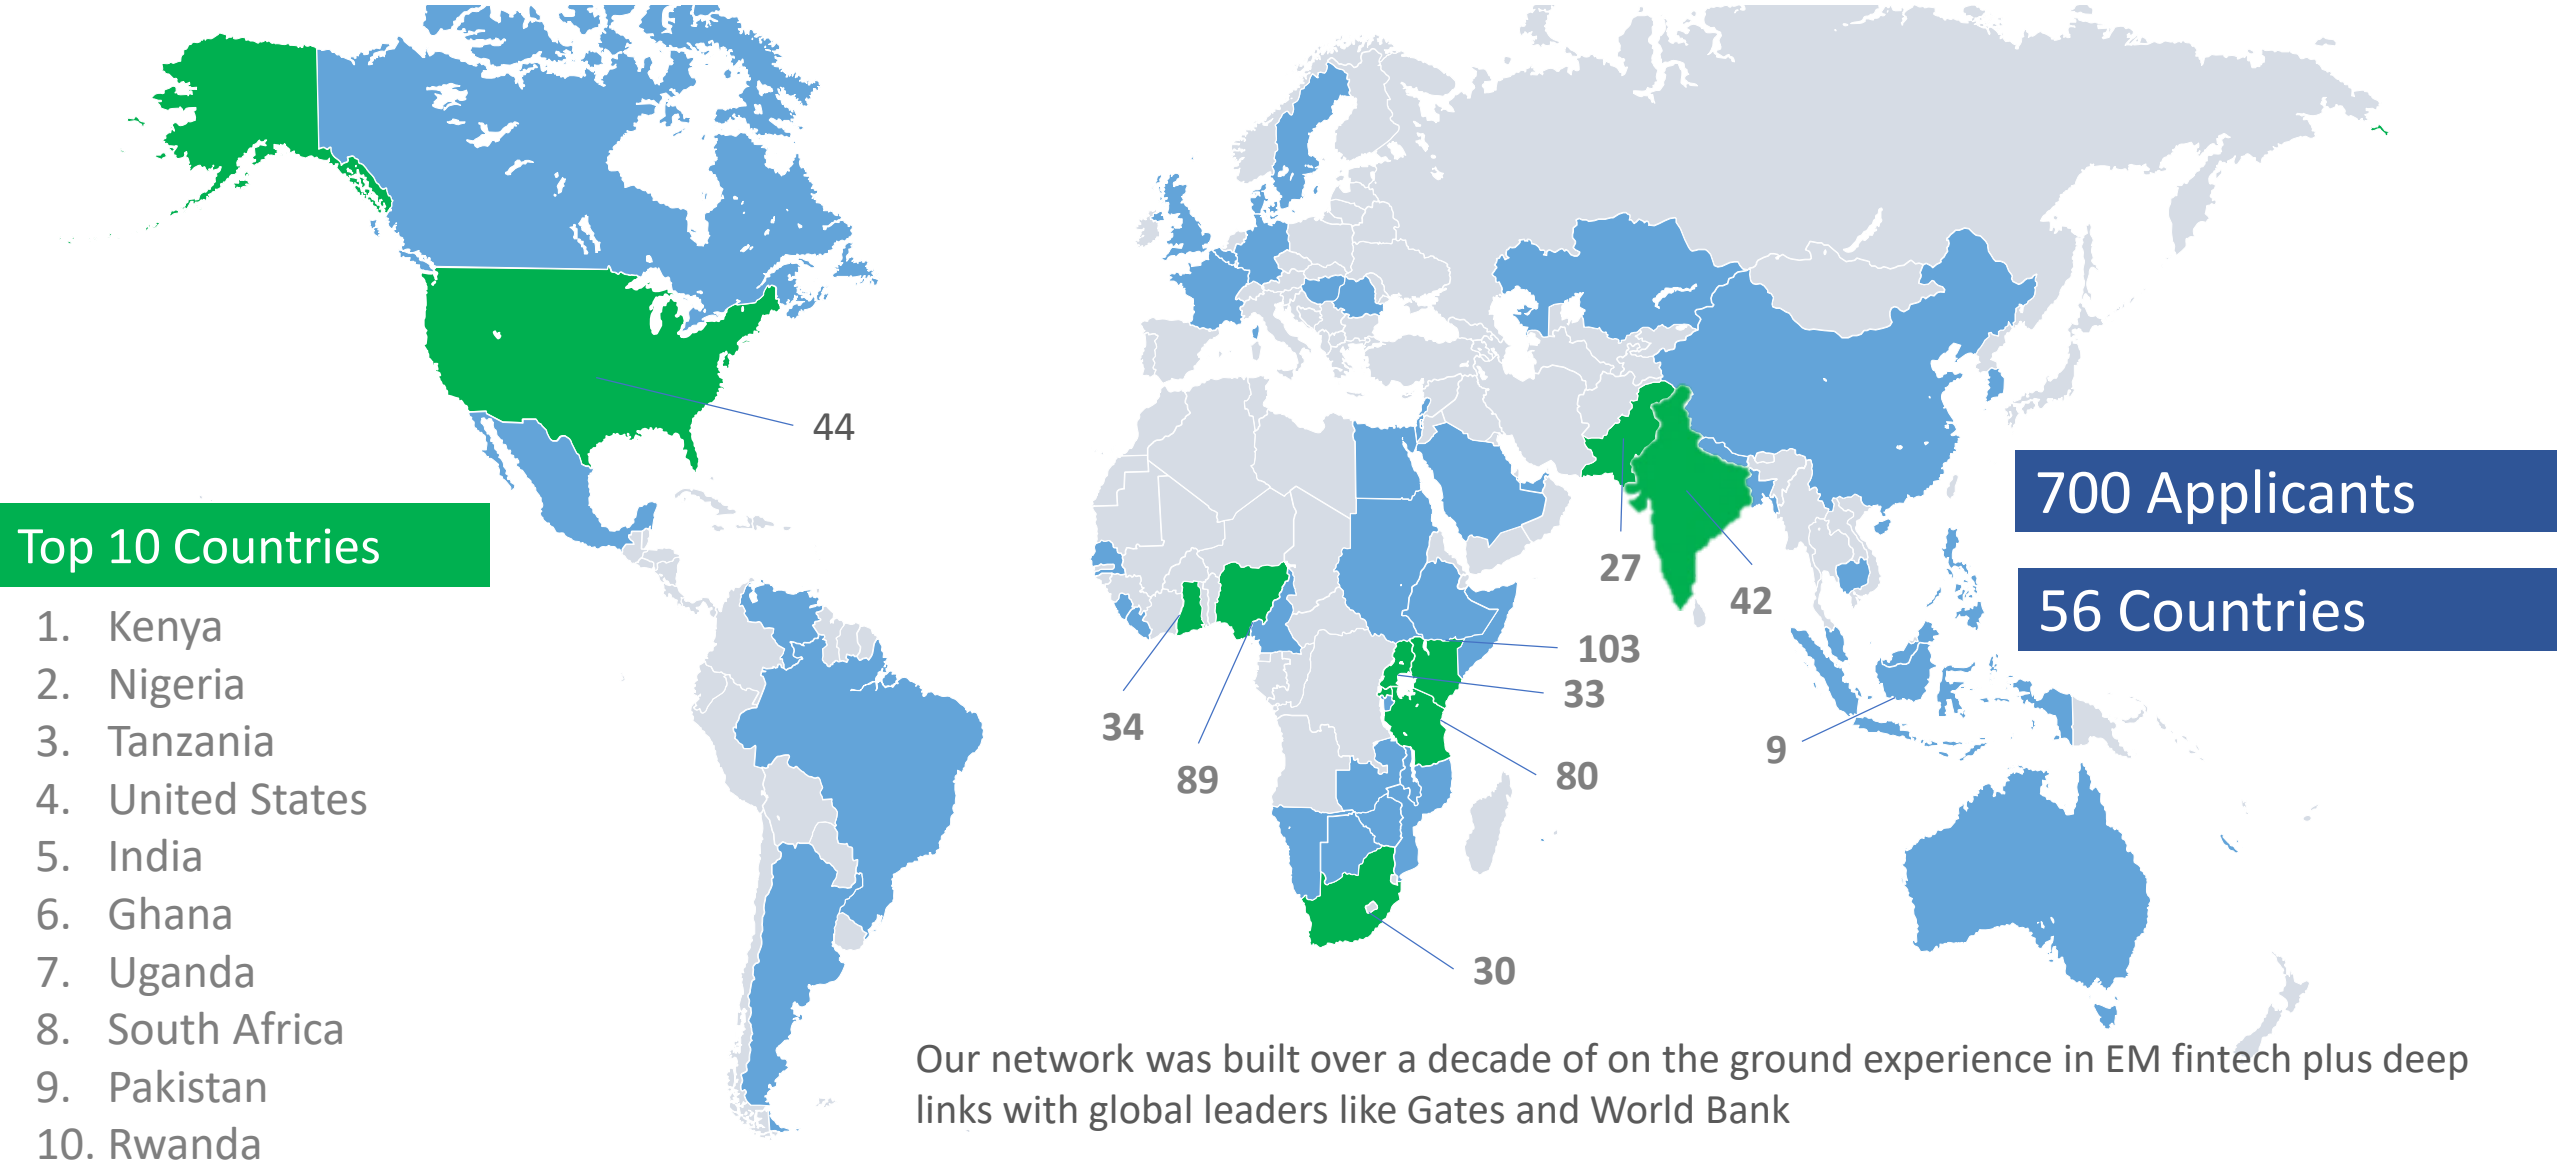 44
700 Applicants
Top 10 Countries
27
42
56 Countries
1. Kenya
2. Nigeria
3. Tanzania
4. United States
5. India
6. Ghana
7. Uganda
8. South Africa
9. Pakistan
10. Rwanda
103
33
34
89
80
9
30
Our network was built over a decade of on the ground experience in EM fintech plus deep
links with global leaders like Gates and World Bank